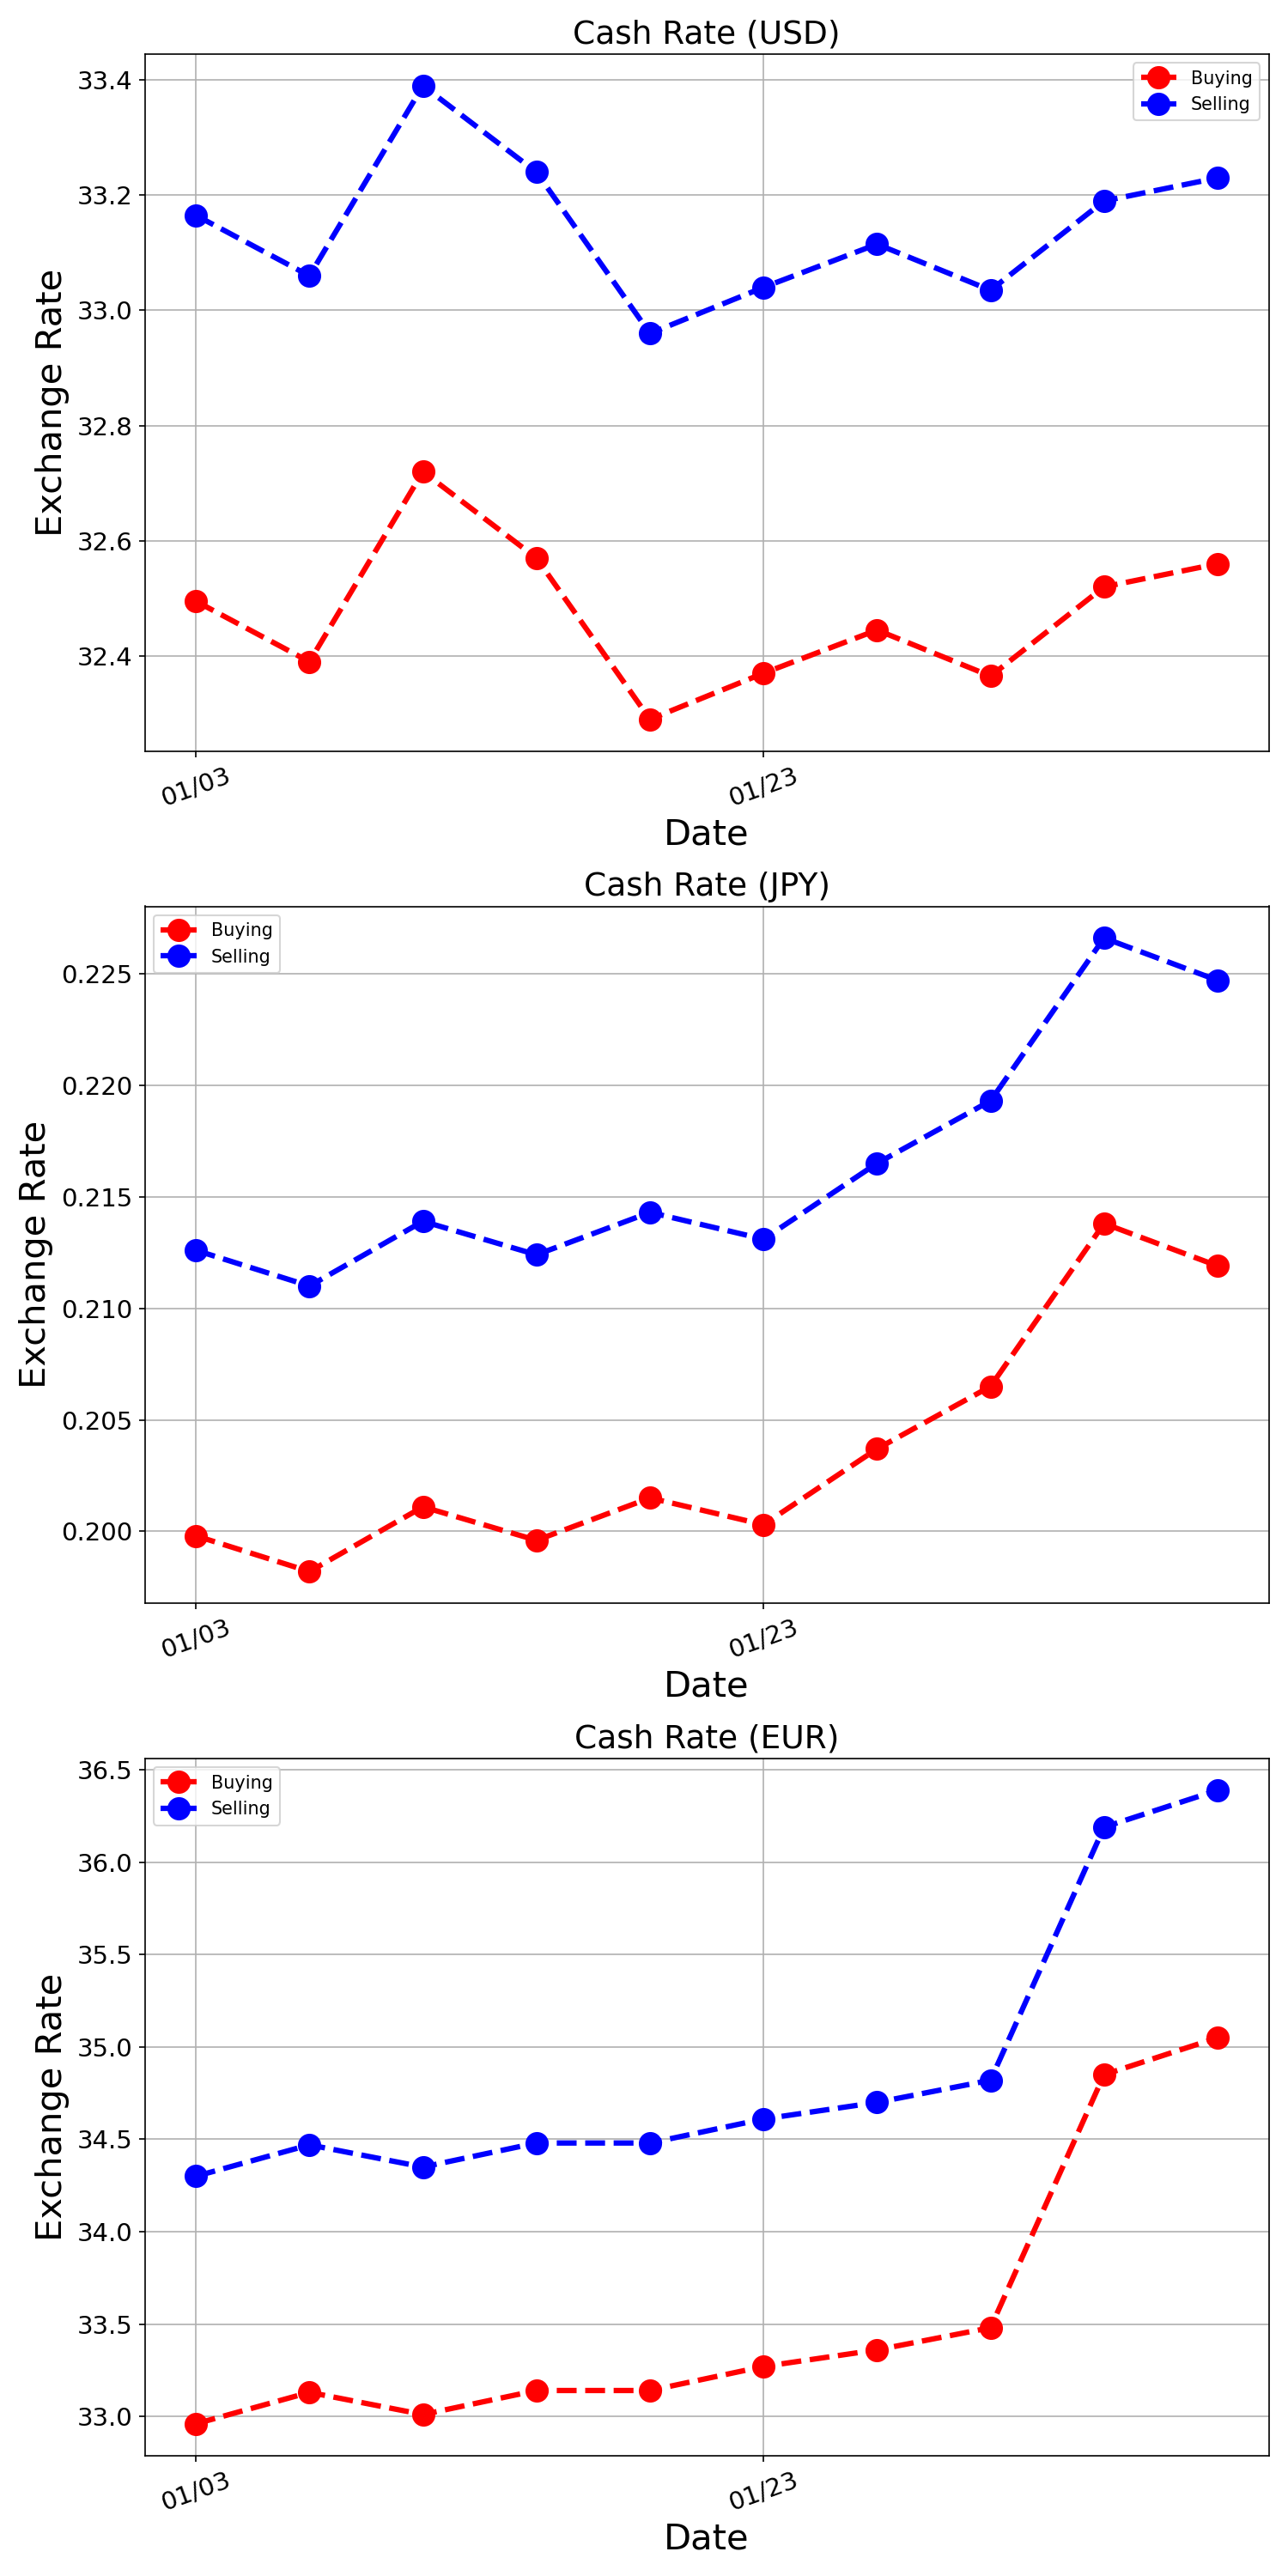 Cash Rate (USD)
Buying
Selling
Exchange Rate
33.4
33.2
33.0
32.8
32.6
32.4
01/03
01/23
Date
Cash Rate (JPY)
Buying
Selling
Exchange Rate
0.225
0.220
0.215
0.210
0.205
0.200
01/03
01/23
Date
Cash Rate (EUR)
Buying
Selling
Exchange Rate
36.5
36.0
35.5
35.0
34.5
34.0
33.5
33.0
01/03
01/23
Date